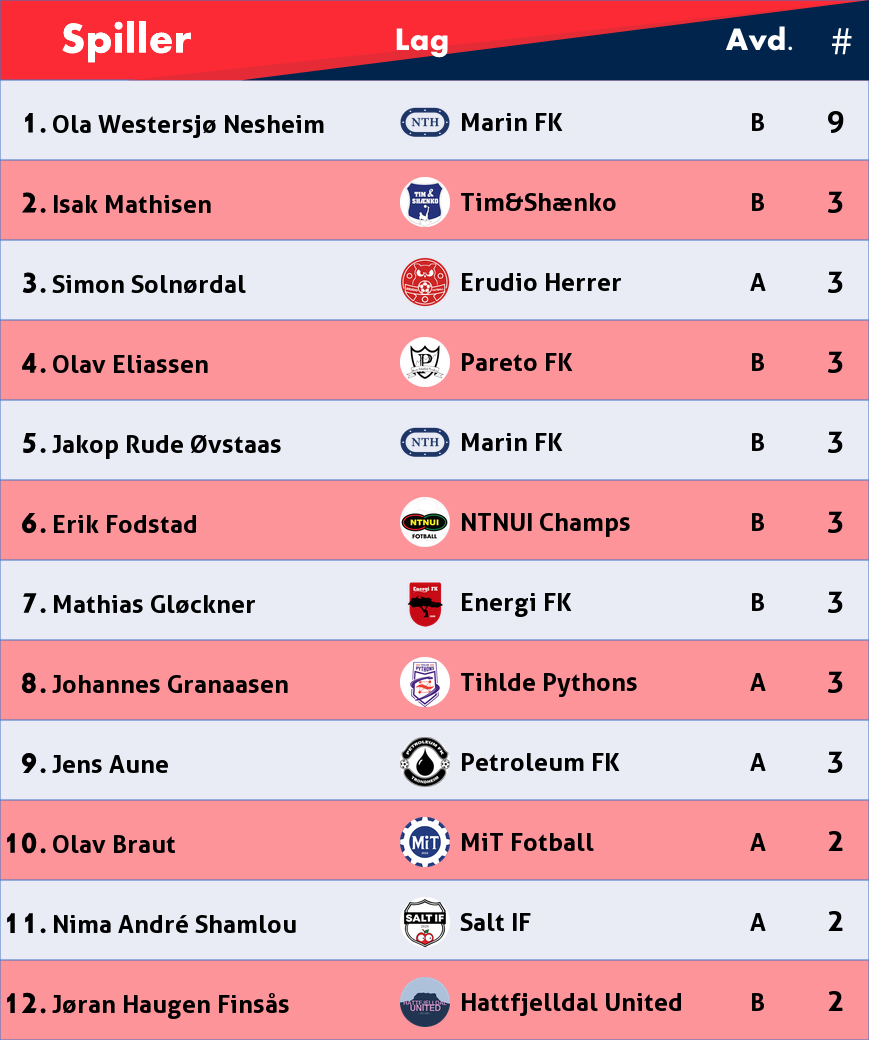 Spiller Lag Avd. #
1. Ola Westersjø Nesheim NTH Marin FK B 9
2. Isak Mathisen TIM & SHÆNKO Tim&Shænko B 3
3. Simon Solnørdal Erudio Herrer A 3
4. Olav Eliassen P Pareto FK B 3
5. Jakop Rude Øvstaas NTH Marin FK B 3
6. Erik Fodstad NTNUI FOTBALL NTNUI Champs B 3
7. Mathias Gløckner Energi FK Energi FK B 3
8. Johannes Granaasen PYTHONS Tihlde Pythons A 3
9. Jens Aune PETROLEUM FK TRONDHEIM Petroleum FK A 3
10. Olav Braut MiT MiT Fotball A 2
11. Nima André Shamlou SALT IF Salt IF A 2
12. Jøran Haugen Finsås HATTFJELLDAL UNITED Hattfjelldal United B 2